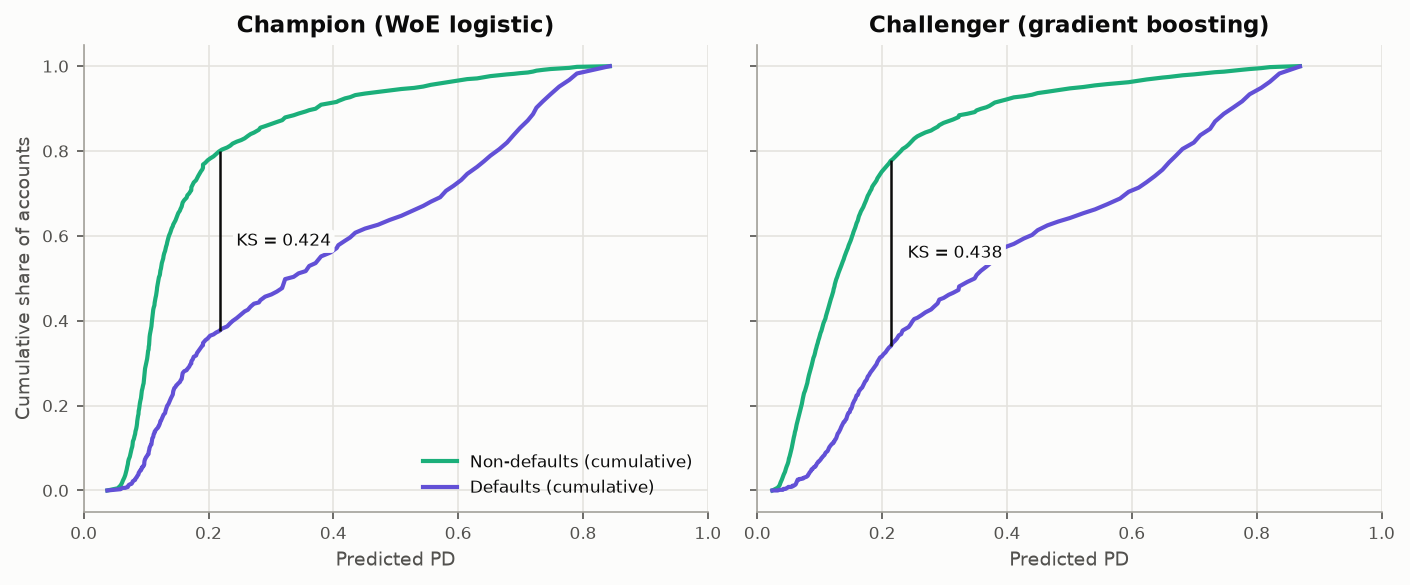 Champion (WoE logistic)
Challenger (gradient boosting)
Cumulative share of accounts
1.0
0.8
0.6
0.4
0.2
0.0
KS = 0.424
KS = 0.438
Non-defaults (cumulative)
Defaults (cumulative)
0.0 0.2 0.4 0.6 0.8 1.0
0.0 0.2 0.4 0.6 0.8 1.0
Predicted PD
Predicted PD